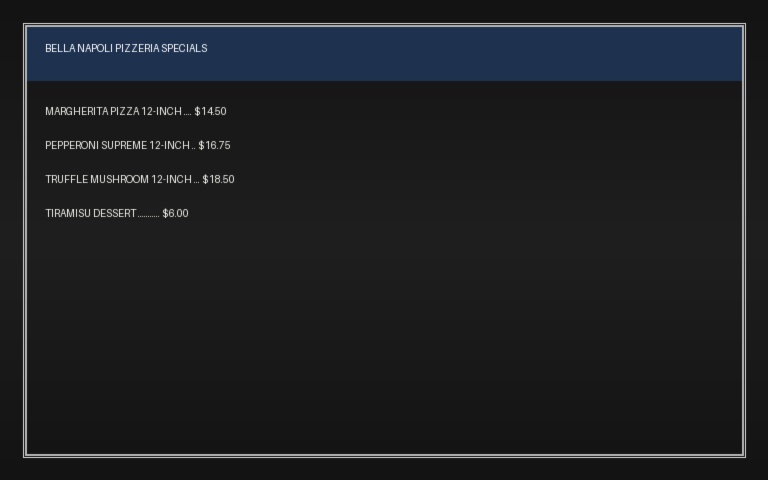 BELLA NAPOLI PIZZERIA SPECIALS
MARGHERITA PIZZA 12-INCH .... $14.50
PEPPERONI SUPREME 12-INCH .. $16.75
TRUFFLE MUSHROOM 12-INCH ... $18.50
TIRAMISU DESSERT .......... $6.00